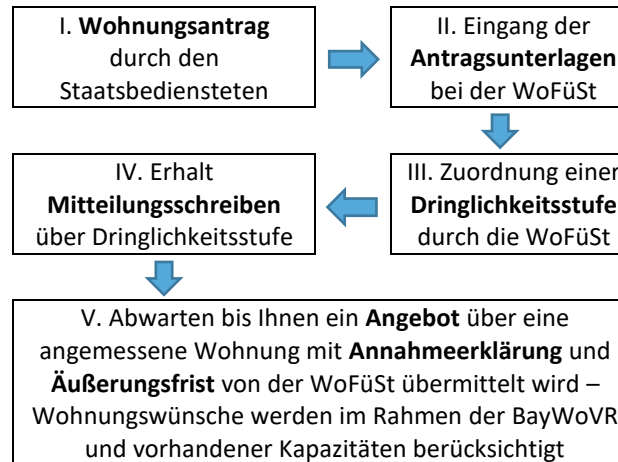 I. Wohnungsantrag
durch den
Staatsbediensteten
II. Eingang der
Antragsunterlagen
bei der WoFüSt
III. Zuordnung einer
Dringlichkeitsstufe
durch die WoFüSt
IV. Erhalt
Mitteilungsschreiben
über Dringlichkeitsstufe
V. Abwarten bis Ihnen ein Angebot über eine
angemessene Wohnung mit Annahmeerklärung und
Äußerungsfrist von der WoFüSt übermittelt wird –
Wohnungswünsche werden im Rahmen der BayWoVR
und vorhandener Kapazitäten berücksichtigt